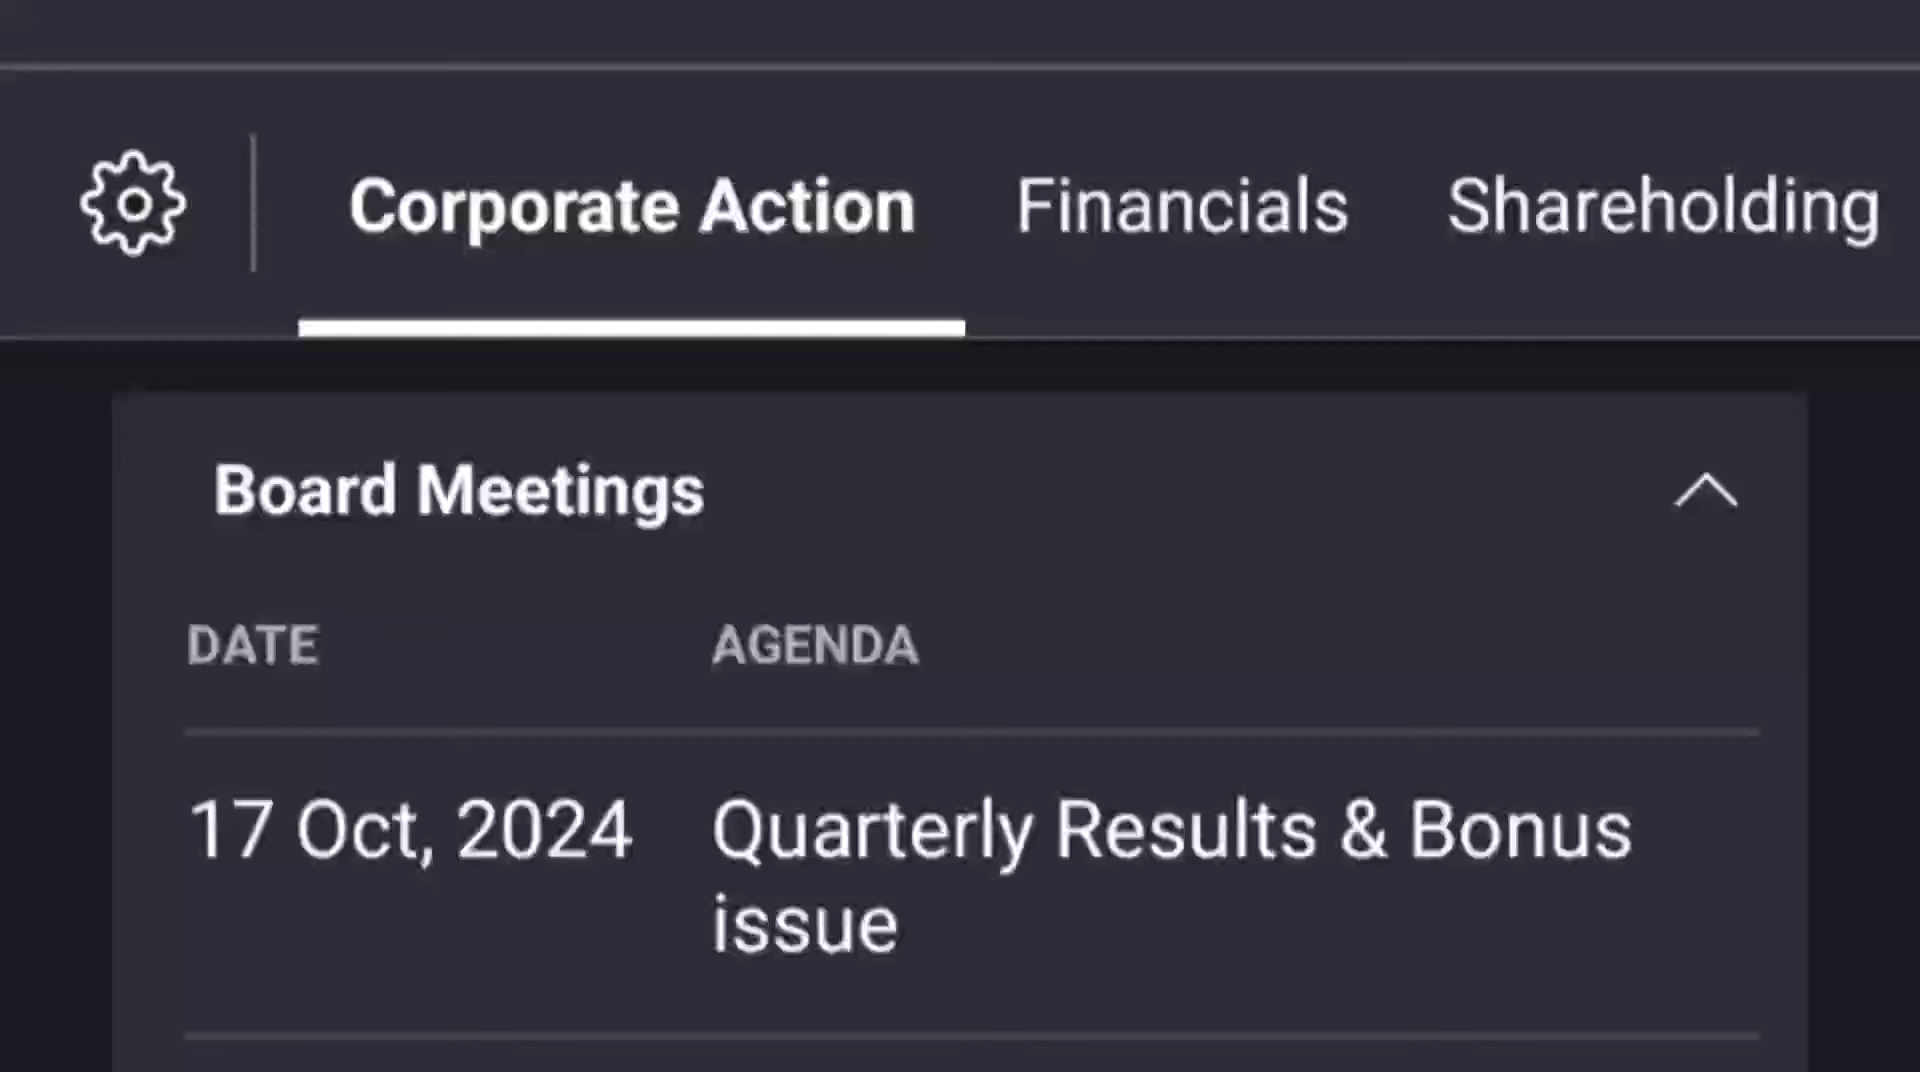 Corporate Action Financials Shareholding
Board Meetings
DATE AGENDA
17 Oct, 2024 Quarterly Results & Bonus
issue